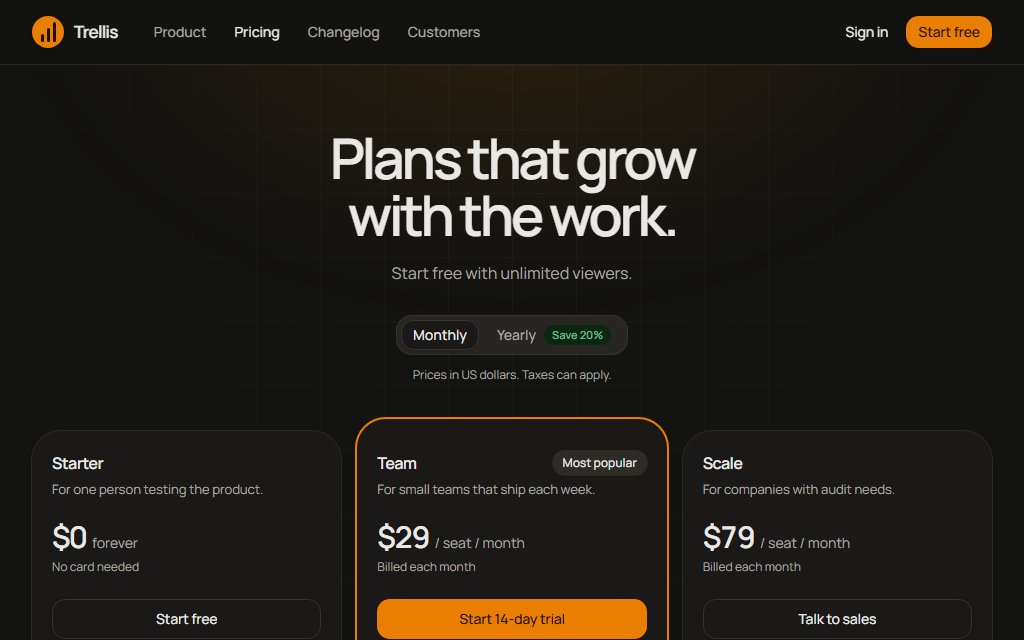 Trellis Product Pricing Changelog Customers Sign in Start free
Plans that grow
with the work.
Start free with unlimited viewers.
Monthly Yearly Save 20%
Prices in US dollars. Taxes can apply.
Starter
For one person testing the product.
$0 forever
No card needed
Start free
Team Most popular
For small teams that ship each week.
$29 / seat / month
Billed each month
Start 14-day trial
Scale
For companies with audit needs.
$79 / seat / month
Billed each month
Talk to sales